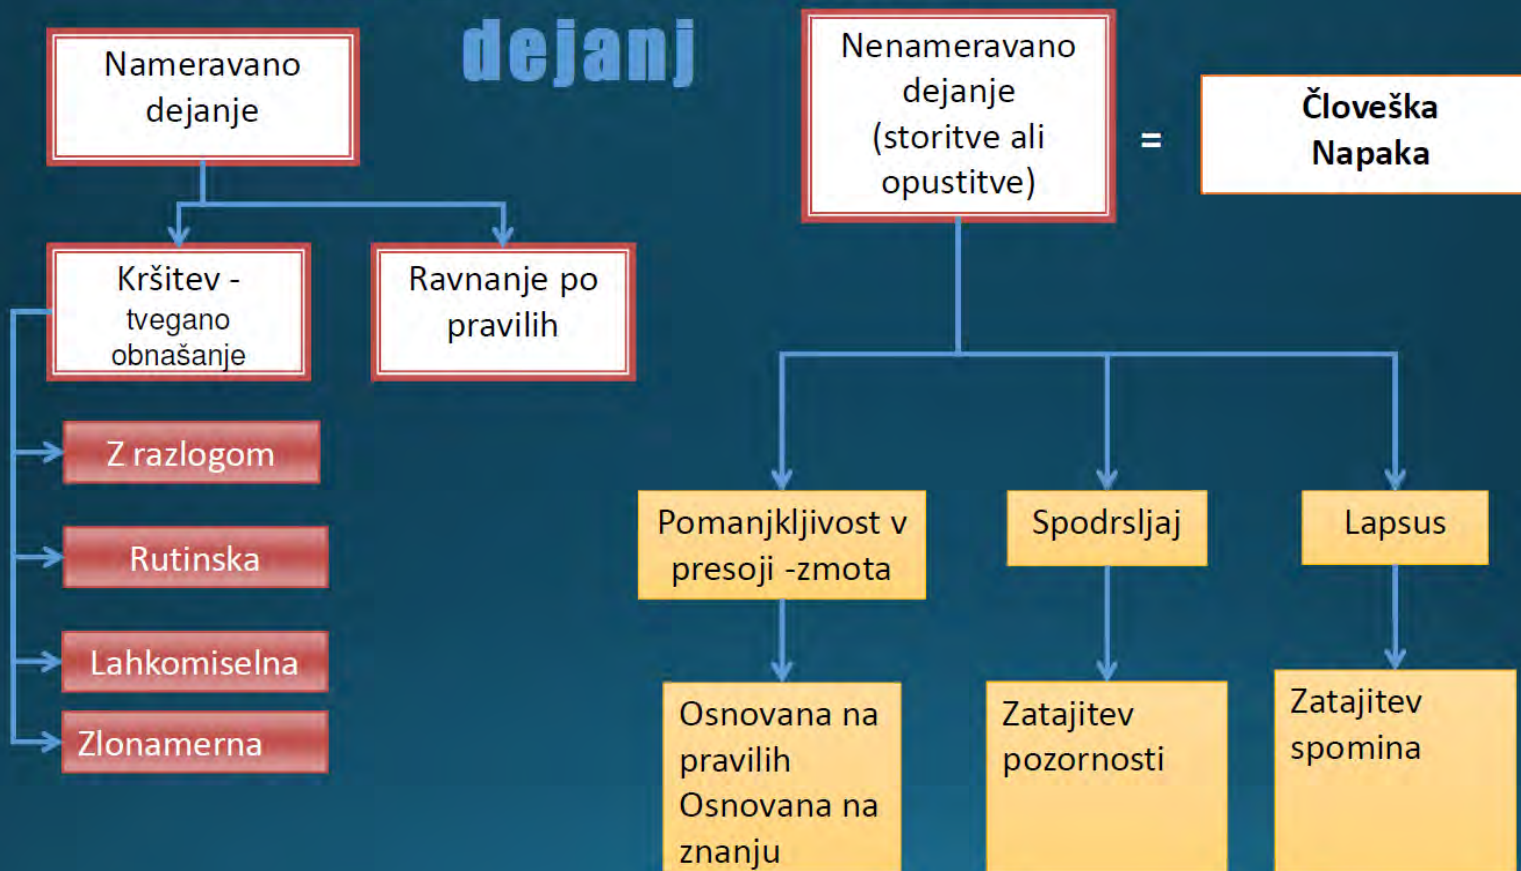 dejanj
Nameravano
dejanje
Nenameravano
dejanje
(storitve ali
opustitve)
=
Človeška
Napaka
Kršitev -
tvegano
obnašanje
Ravnanje po
pravilih
Z razlogom
Rutinska
Lahkomiselna
Zlonamerna
Pomanjkljivost v
presoji -zmota
Spodrsljaj
Lapsus
Osnovana na
pravilih
Osnovana na
znanju
Zatajitev
pozornosti
Zatajitev
spomina